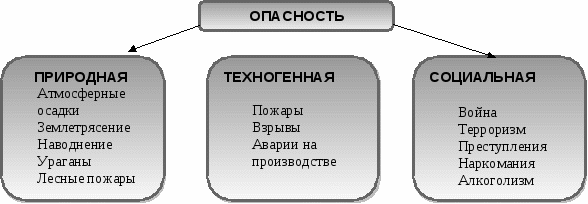 ОПАСНОСТЬ
ПРИРОДНАЯ
Атмосферные
осадки
Землетрясение
Наводнение
Ураганы
Лесные пожары
ТЕХНОГЕННАЯ
Пожары
Взрывы
Аварии на
производстве
СОЦИАЛЬНАЯ
Война
Терроризм
Преступления
Наркомания
Алкоголизм